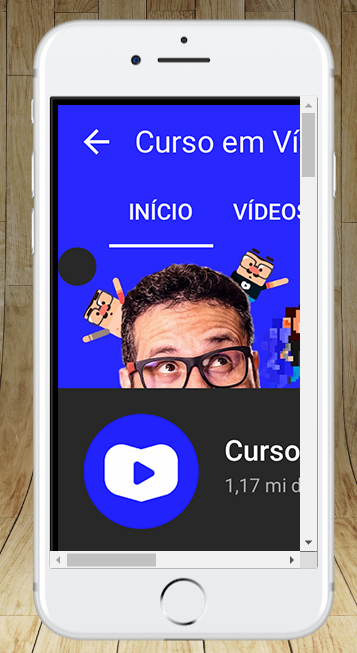 Curso em Ví
INÍCIO VÍDEOS
Curso
1,17 mi d